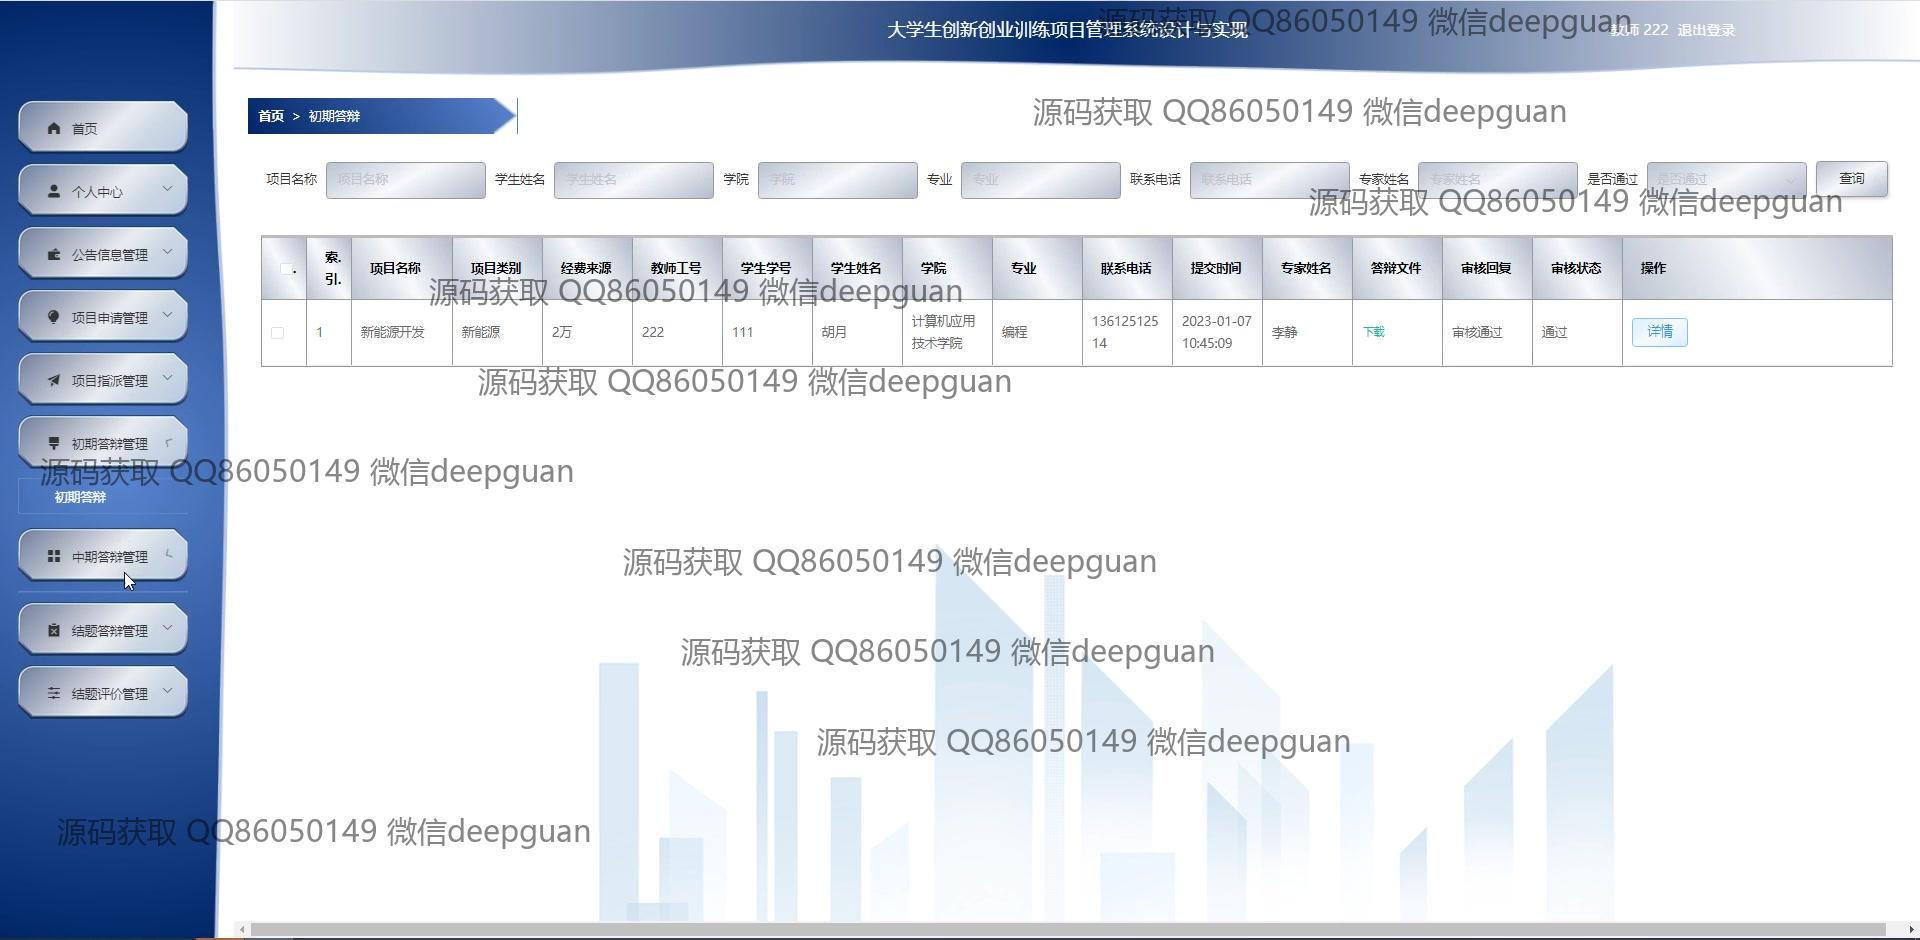 大学生创新创业训练项目管理系统设计与实现
源码获取 QQ86050149 微信deepguan
教师 222 退出登录
首页 > 初期答辩
源码获取 QQ86050149 微信deepguan
首页
个人中心
公告信息管理
项目申请管理
项目指派管理
初期答辩管理
初期答辩
中期答辩管理
结题答辩管理
结题评价管理
项目名称 项目名称 学生姓名 学生姓名 学院 学院 专业 专业 联系电话 联系电话 专家姓名 专家姓名 是否通过 是否通过 查询
源码获取 QQ86050149 微信deepguan
索引. 项目名称 项目类别 经费来源 教师工号 学生学号 学生姓名 学院 专业 联系电话 提交时间 专家姓名 答辩文件 审核回复 审核状态 操作
源码获取 QQ86050149 微信deepguan
1 新能源开发 新能源 2万 222 111 胡月 计算机应用技术学院 编程 13612512514 2023-01-07 10:45:09 李静 下载 审核通过 通过 详情
源码获取 QQ86050149 微信deepguan
源码获取 QQ86050149 微信deepguan
源码获取 QQ86050149 微信deepguan
源码获取 QQ86050149 微信deepguan
源码获取 QQ86050149 微信deepguan
源码获取 QQ86050149 微信deepguan